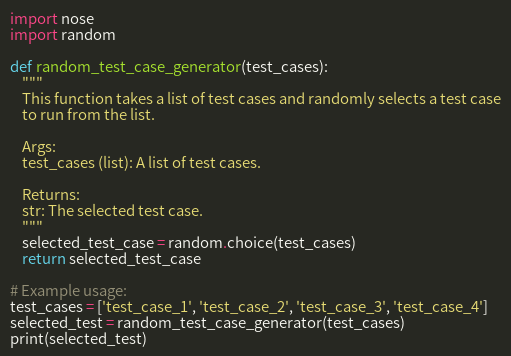 import nose
import random

def random_test_case_generator(test_cases):
    """
    This function takes a list of test cases and randomly selects a test case
    to run from the list.

    Args:
    test_cases (list): A list of test cases.

    Returns:
    str: The selected test case.
    """
    selected_test_case = random.choice(test_cases)
    return selected_test_case

# Example usage:
test_cases = ['test_case_1', 'test_case_2', 'test_case_3', 'test_case_4']
selected_test = random_test_case_generator(test_cases)
print(selected_test)